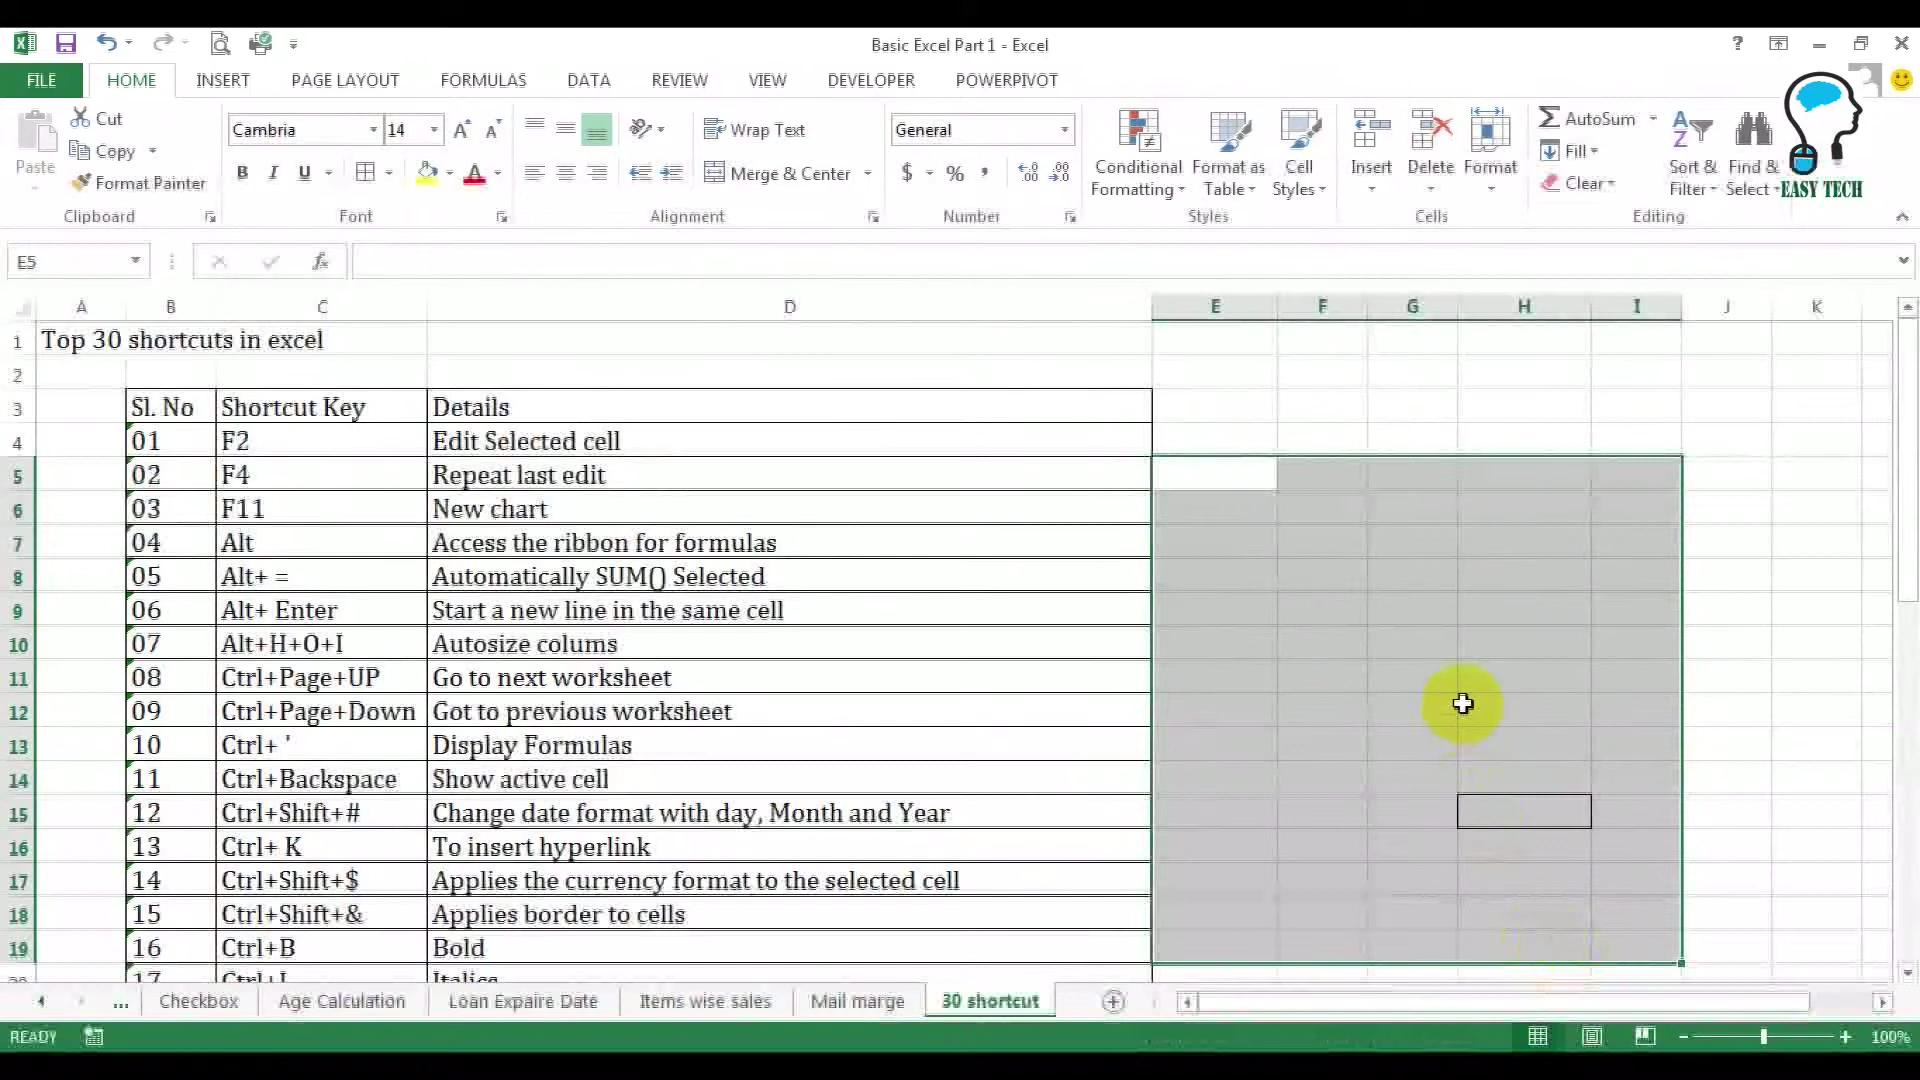 Basic Excel Part 1 - Excel
FILE HOME INSERT PAGE LAYOUT FORMULAS DATA REVIEW VIEW DEVELOPER POWERPIVOT
Paste
Cut
Copy
Format Painter
Clipboard
Cambria 14
B I U
Font
Wrap Text
Merge & Center
Alignment
General
$ % ,
Number
Conditional Formatting
Format as Table
Cell Styles
Styles
Insert
Delete
Format
Cells
AutoSum
Fill
Clear
Sort & Filter
Find & Select
Editing
EASY TECH
E5
fx
A B C D E F G H I J K
1 Top 30 shortcuts in excel
2
3 Sl. No Shortcut Key Details
4 01 F2 Edit Selected cell
5 02 F4 Repeat last edit
6 03 F11 New chart
7 04 Alt Access the ribbon for formulas
8 05 Alt+ = Automatically SUM() Selected
9 06 Alt+ Enter Start a new line in the same cell
10 07 Alt+H+O+I Autosize colums
11 08 Ctrl+Page+UP Go to next worksheet
12 09 Ctrl+Page+Down Got to previous worksheet
13 10 Ctrl+ ' Display Formulas
14 11 Ctrl+Backspace Show active cell
15 12 Ctrl+Shift+# Change date format with day, Month and Year
16 13 Ctrl+ K To insert hyperlink
17 14 Ctrl+Shift+$ Applies the currency format to the selected cell
18 15 Ctrl+Shift+& Applies border to cells
19 16 Ctrl+B Bold
17 Ctrl+I Italics
... Checkbox Age Calculation Loan Expaire Date Items wise sales Mail marge 30 shortcut
READY 100%